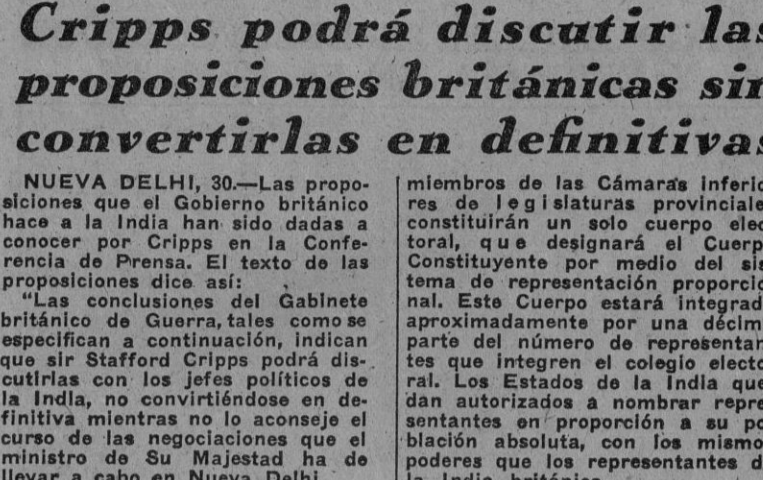 Cripps podrá discutir las
proposiciones británicas sin
convertirlas en definitivas
NUEVA DELHI, 30.—Las propo-
siciones que el Gobierno británico
hace a la India han sido dadas a
conocer por Cripps en la Confe-
rencia de Prensa. El texto de las
proposiciones dice así:
"Las conclusiones del Gabinete
británico de Guerra, tales como se
especifican a continuación, indican
que sir Stafford Cripps podrá dis-
cutirlas con los jefes políticos de
la India, no convirtiéndose en de-
finitiva mientras no lo aconseje el
curso de las negociaciones que el
ministro de Su Majestad ha de
llevar a cabo en Nueva Delhi
miembros de las Cámaras inferio
res de legislaturas provinciale
constituirán un solo cuerpo elec
toral, que designará el Cuerp
Constituyente por medio del sis
tema de representación proporcio
nal. Este Cuerpo estará integrad
aproximadamente por una décim
parte del número de representan
tes que integren el colegio electo
ral. Los Estados de la India que
dan autorizados a nombrar repre
sentantes en proporción a su po
blación absoluta, con los mismo
poderes que los representantes d
la India británica